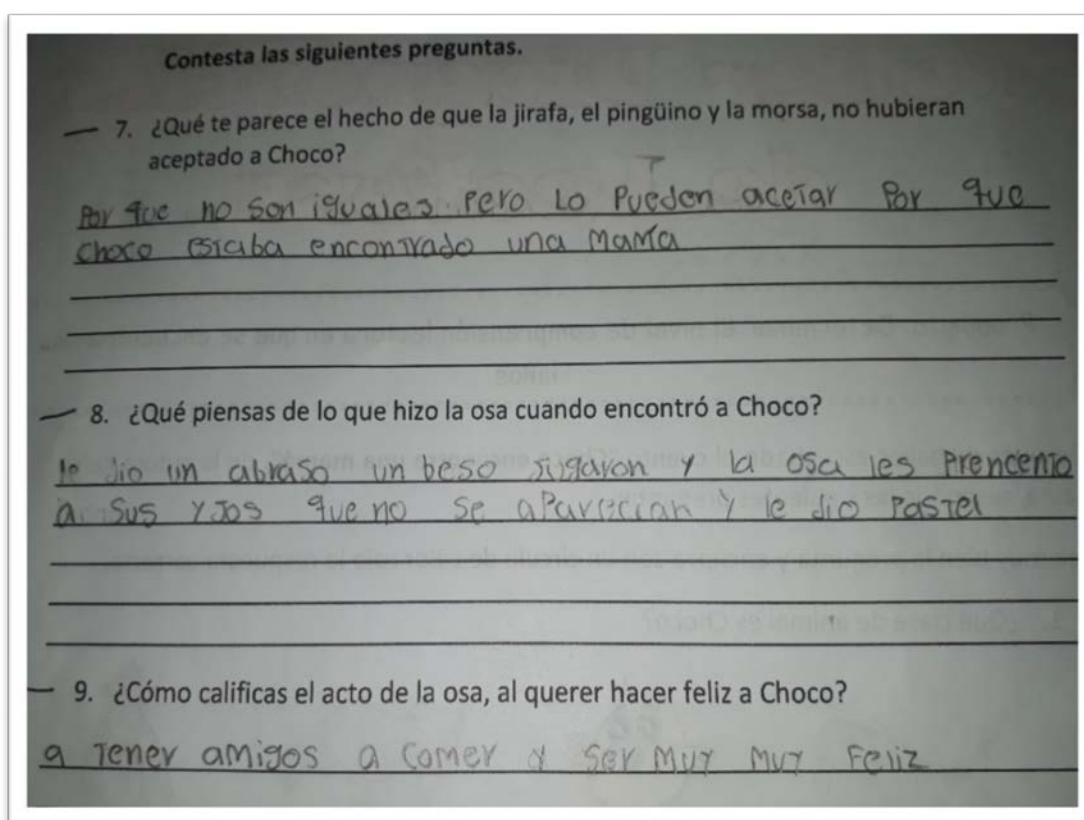 Contesta las siguientes preguntas.
7. ¿Qué te parece el hecho de que la jirafa, el pingüino y la morsa, no hubieran
aceptado a Choco?
Por que no son iguales pero Lo Pueden acetar Por que
choco estaba encontrado una mama
8. ¿Qué piensas de lo que hizo la osa cuando encontró a Choco?
le dio un abraso un beso jugaron y la osa les Prencento
a sus yJos que no se aParecian y le dio Pastel
9. ¿Cómo calificas el acto de la osa, al querer hacer feliz a Choco?
a Tener amigos a comer y ser muy muy Feliz